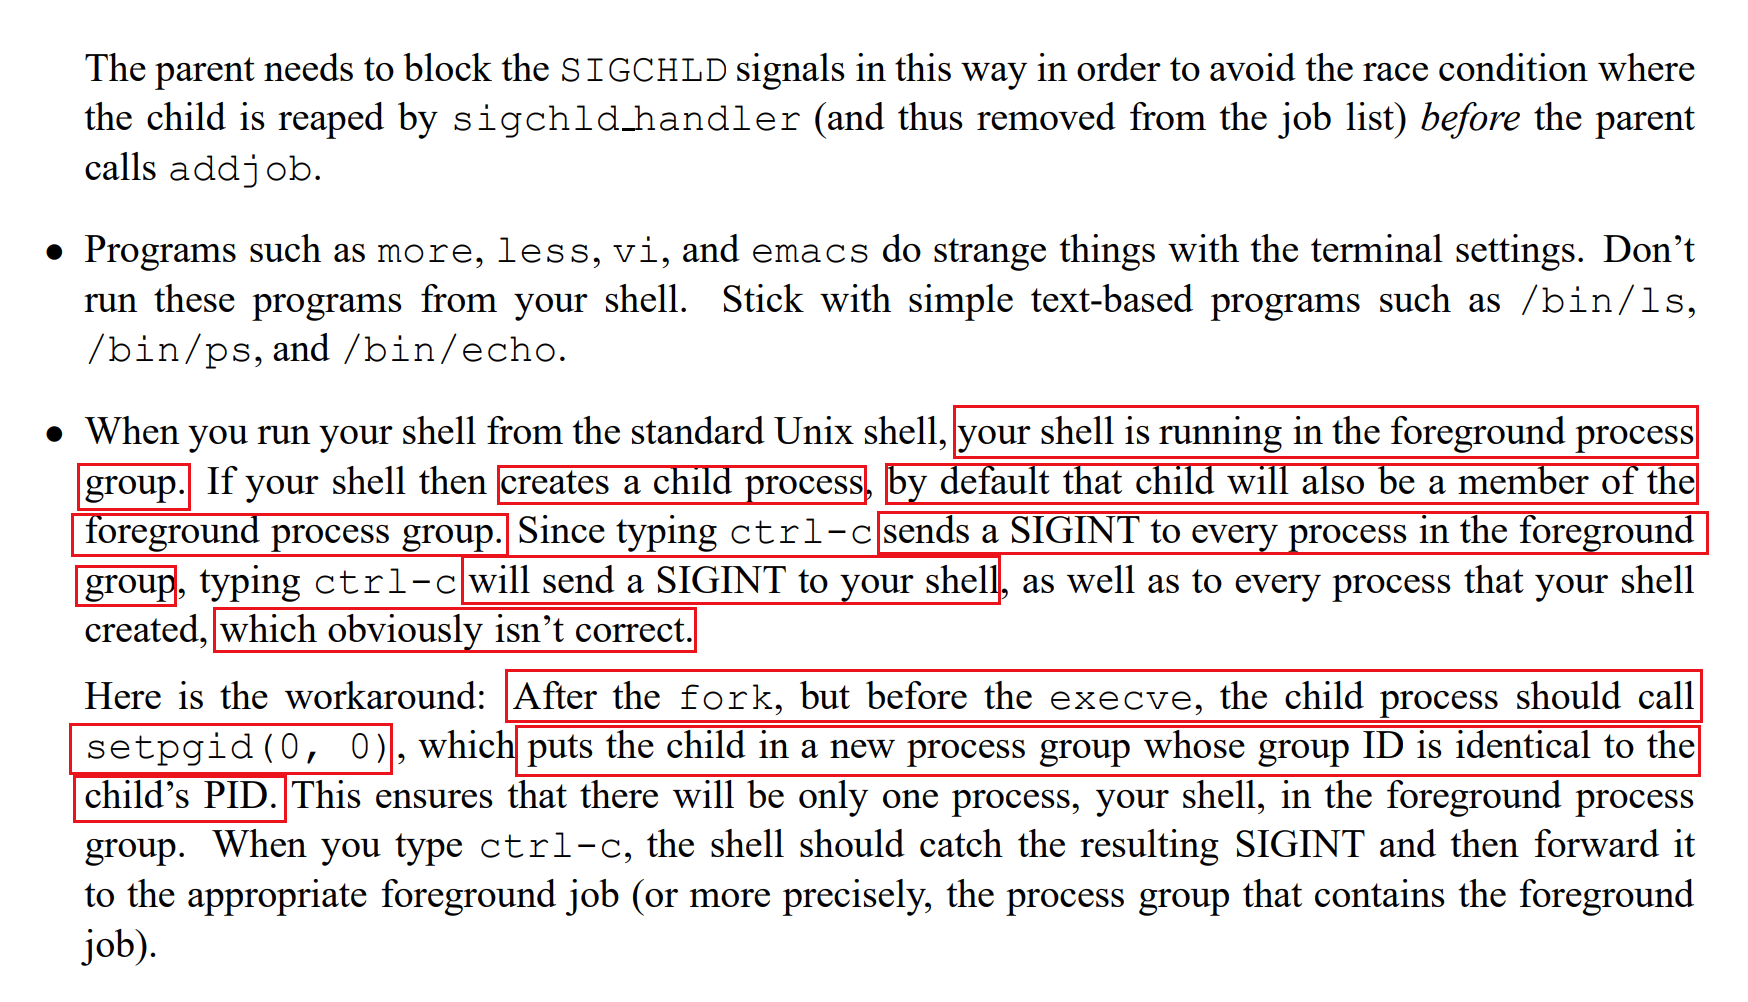 The parent needs to block the SIGCHLD signals in this way in order to avoid the race condition where
the child is reaped by sigchld_handler (and thus removed from the job list) before the parent
calls addjob.
• Programs such as more, less, vi, and emacs do strange things with the terminal settings. Don’t
run these programs from your shell. Stick with simple text-based programs such as /bin/ls,
/bin/ps, and /bin/echo.
• When you run your shell from the standard Unix shell, your shell is running in the foreground process
group. If your shell then creates a child process, by default that child will also be a member of the
foreground process group. Since typing ctrl-c sends a SIGINT to every process in the foreground
group, typing ctrl-c will send a SIGINT to your shell, as well as to every process that your shell
created, which obviously isn’t correct.
Here is the workaround: After the fork, but before the execve, the child process should call
setpgid(0, 0), which puts the child in a new process group whose group ID is identical to the
child’s PID. This ensures that there will be only one process, your shell, in the foreground process
group. When you type ctrl-c, the shell should catch the resulting SIGINT and then forward it
to the appropriate foreground job (or more precisely, the process group that contains the foreground
job).